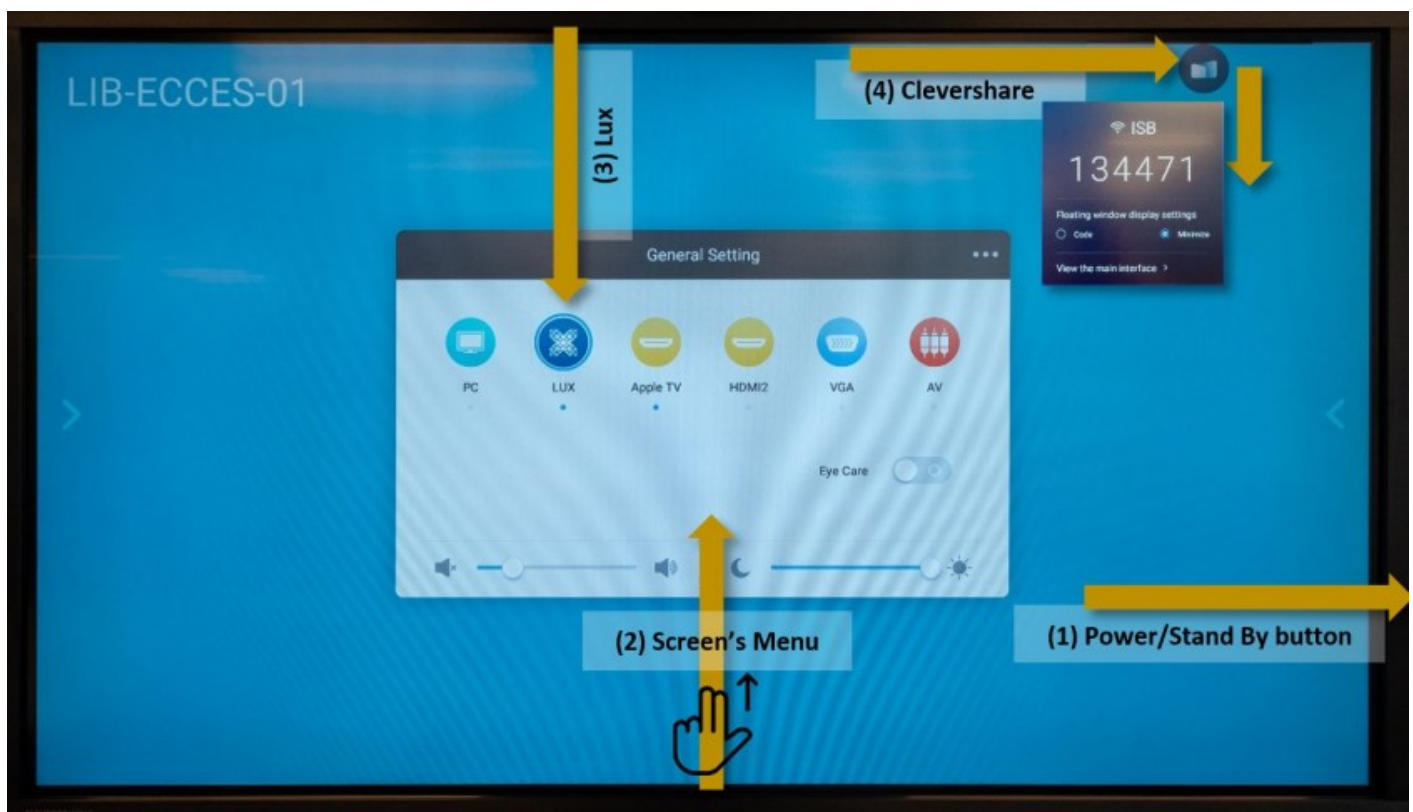 LIB-ECCES-01
(3) Lux
(4) Clevershare
ISB
134471
Floating window display settings
Code
Minimize
View the main interface >
General Setting
PC
LUX
Apple TV
HDMI2
VGA
AV
Eye Care
(2) Screen's Menu
(1) Power/Stand By button